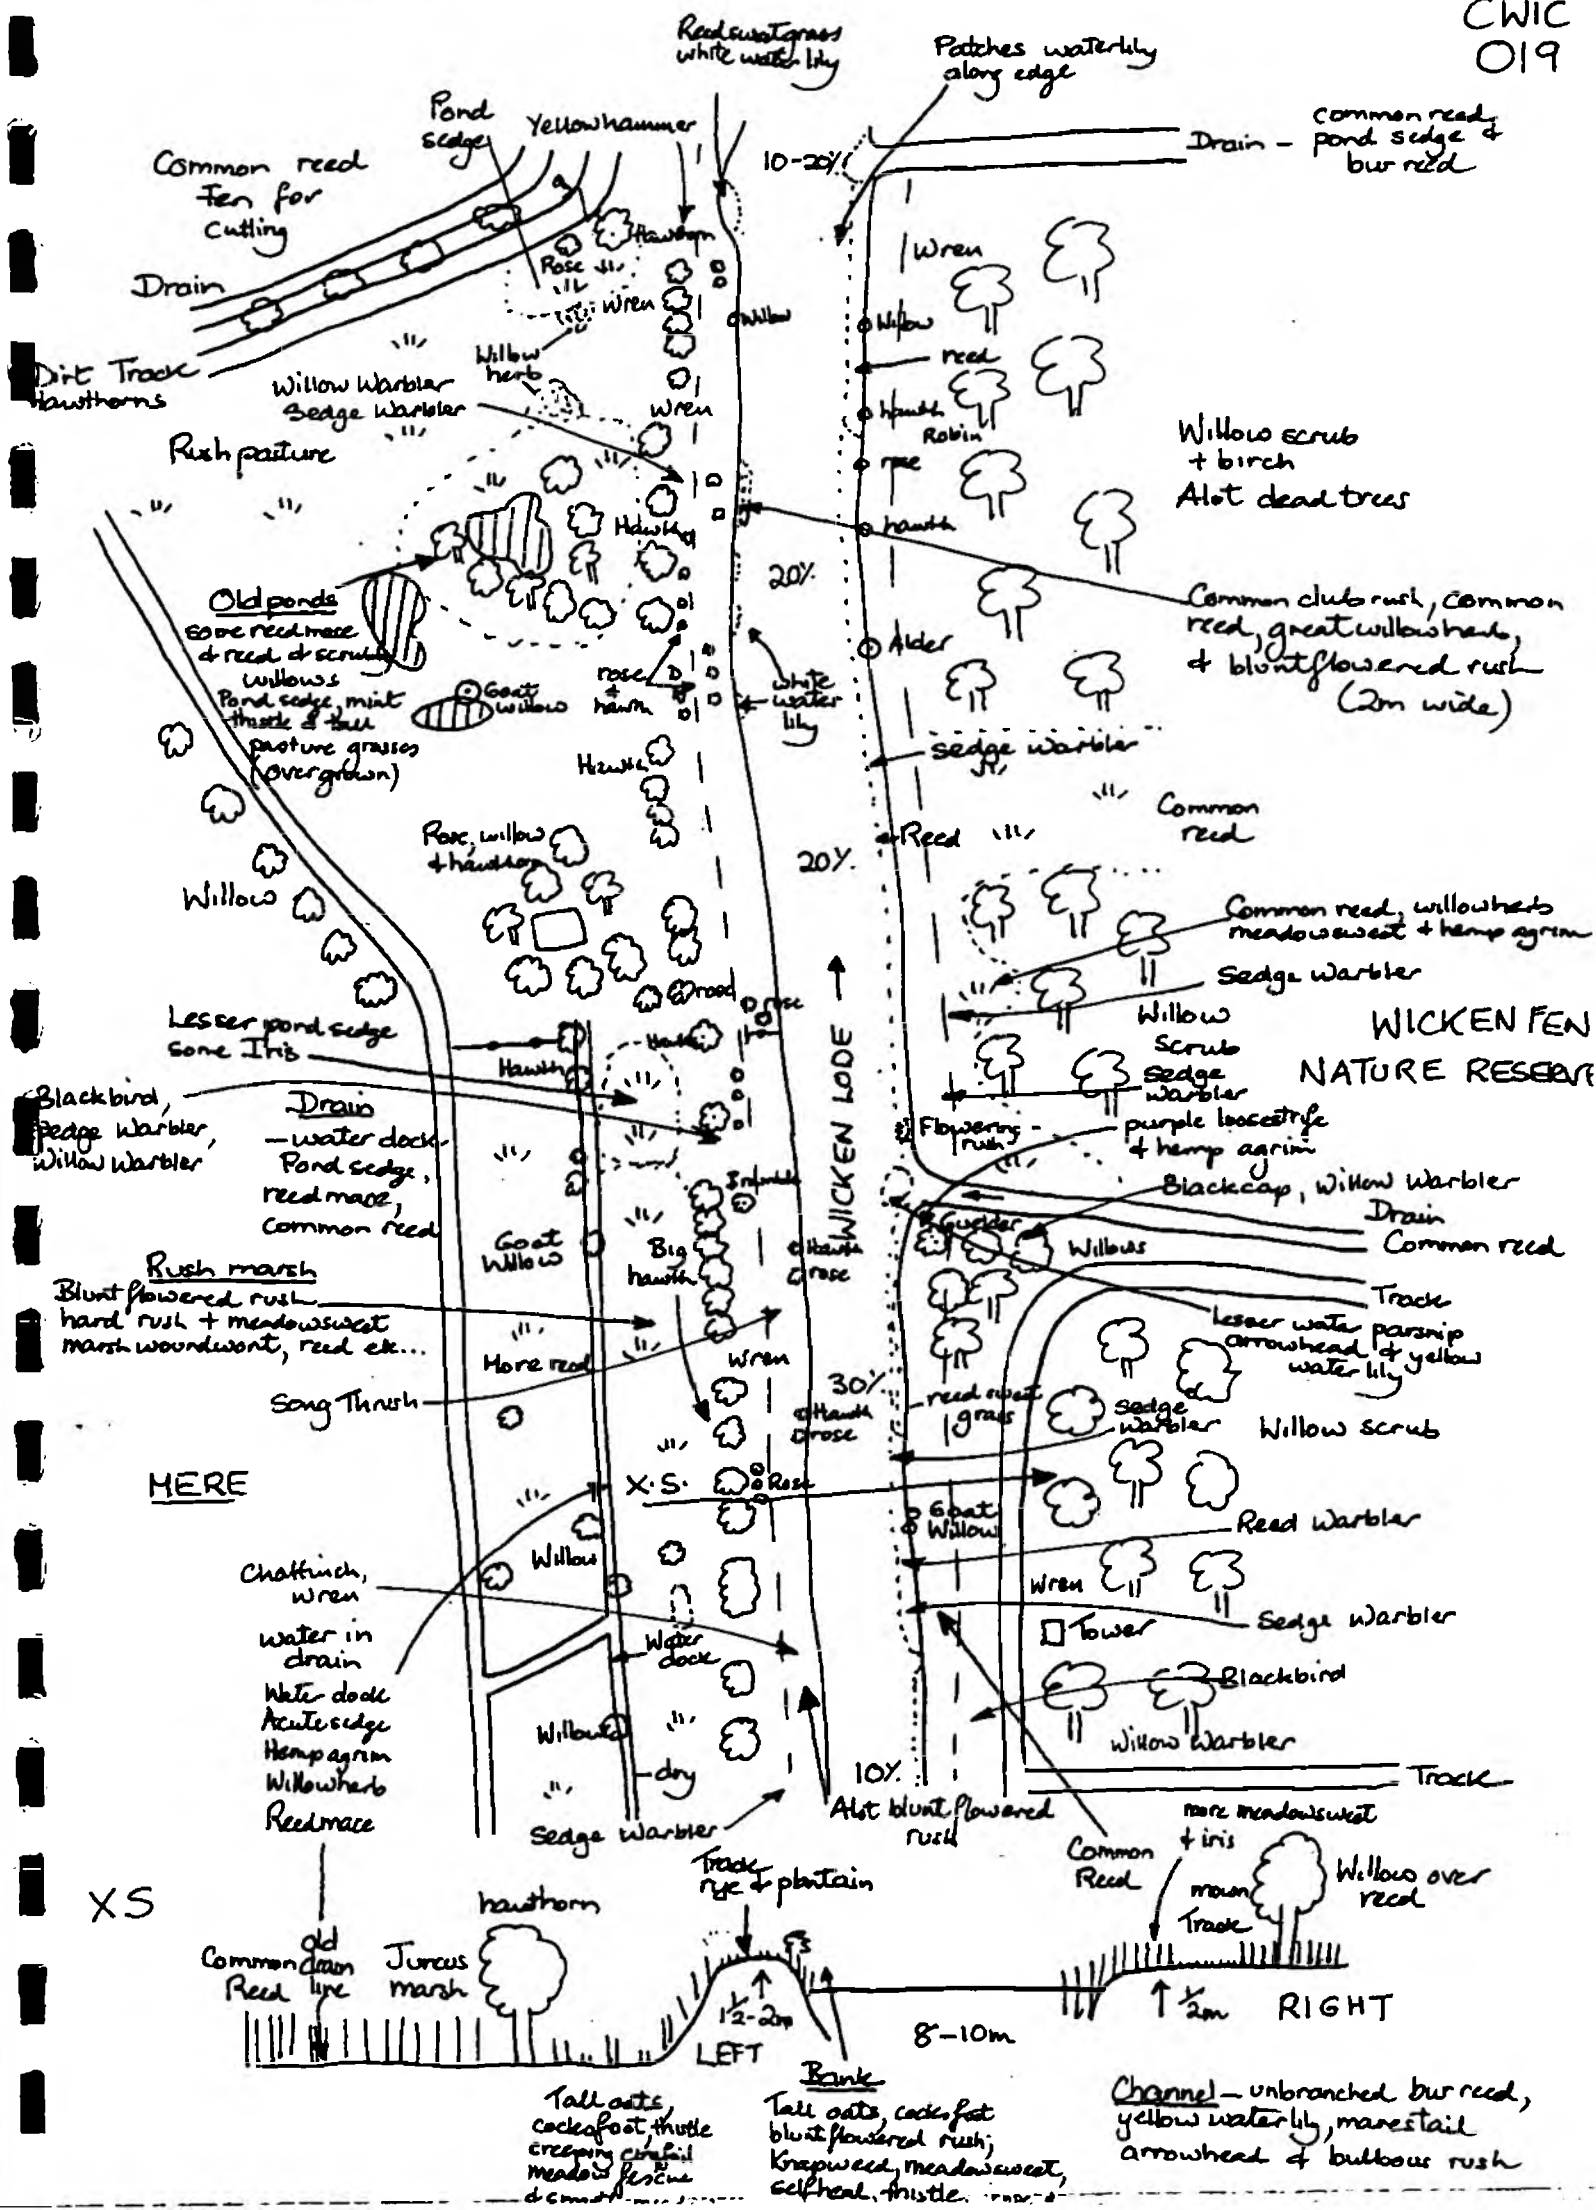 CWIC
019
Reedsweetgrass
white water lily
Patches waterlily
along edge
Pond
sedge
Yellowhammer
Common reed
Fen for
Cutting
10-20%
Drain -
common reed,
pond sedge &
bur reed
Drain
Rose
Hawthorn
Wren
Wren
Willow
Willow
Dirt Track
Hawthorns
Willow
herb
reed
Willow Warbler
Sedge Warbler
Wren
hawth
Robin
Rush pasture
rose
Willow scrub
+ birch
Alot dead trees
Hawth
hawth
20%
Old ponds
some reedmace
& reed & scrub
willows
Pond sedge, mint
thistle & tall
pasture grasses
(overgrown)
Goat
willow
rose
+
hawth
white
water
lily
Alder
Common clubrush, common
reed, great willowherb,
& bluntflowered rush
(2m wide)
Hawth
Sedge Warbler
Common
reed
Reed
Rose, willow
& hawthorn
20%
Willow
Common reed, willowherb
meadowsweet + hemp agrim
Sedge Warbler
rose
Lesser pond sedge
some Iris
Hawth
WICKEN LODE
Willow
Scrub
Sedge
Warbler
WICKEN FEN
NATURE RESERVE
Blackbird,
Sedge Warbler,
Willow Warbler
Drain
- water dock
Pond sedge,
reedmace,
Common reed
Flowering
rush
purple loosestrife
& hemp agrim
Blackcap, Willow Warbler
Drain
Common reed
Guelder
Willows
Goat
Willow
Big
hawth
Hawth
rose
Track
Rush marsh
Blunt flowered rush
hard rush + meadowsweet
marsh woundwort, reed etc...
lesser water parsnip
arrowhead & yellow
water lily
More reed
Wren
30%
Song Thrush
Hawth
rose
reed sweet
grass
Sedge
Warbler
Willow scrub
MERE
X.S.
Rose
Goat
Willow
Reed Warbler
Willow
Chaffinch,
wren
Wren
Tower
Sedge Warbler
water in
drain
Water dock
Acute sedge
Hemp agrim
Willowherb
Reedmace
Water
dock
Blackbird
Willow
Willow Warbler
dry
10%
Track
Sedge Warbler
Alot blunt flowered
rush
Common
Reed
more meadowsweet
& iris
Track
rye & plantain
mown
Track
Willow over
reed
XS
hawthorn
Common
Reed
old
drain
line
Juncus
marsh
1½-2m
LEFT
8-10m
½m
RIGHT
Tall oats,
cocksfoot, thistle
creeping cinqfoil
meadow fescue
Bank
Tall oats, cocksfoot
blunt flowered rush,
Knapweed, meadowsweet,
selfheal, thistle,
Channel - unbranched bur reed,
yellow waterlily, marestail
arrowhead & bulbous rush